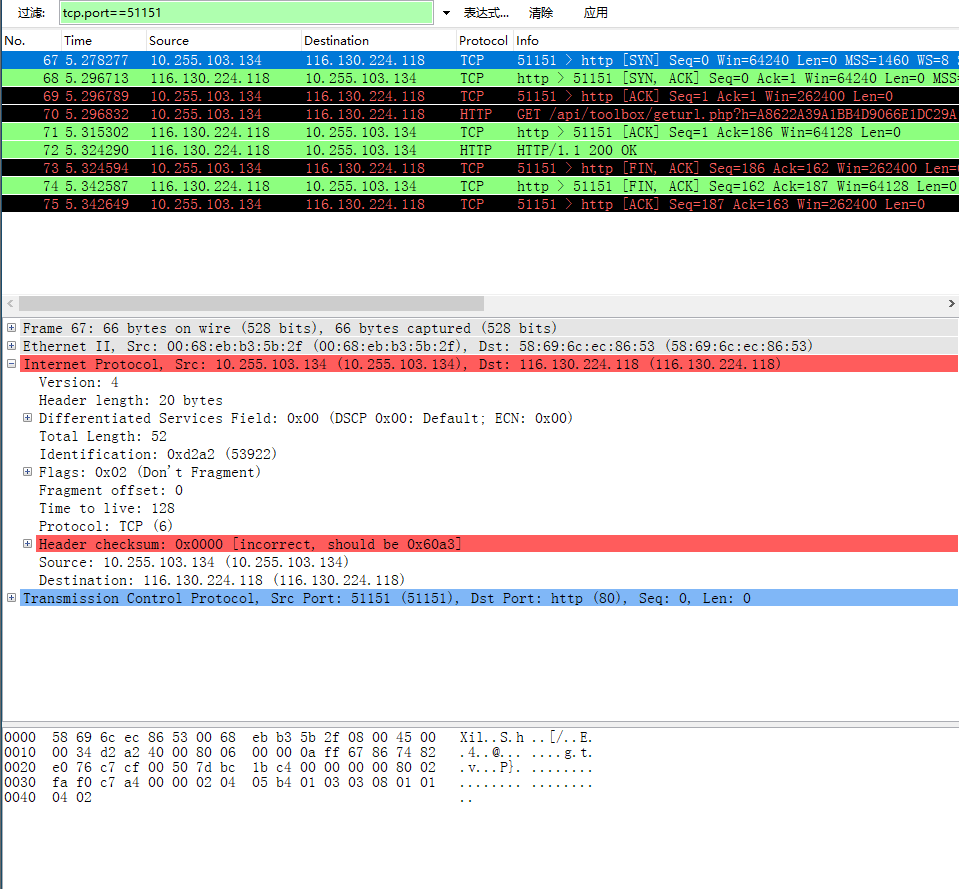 过滤: tcp.port==51151 表达式... 清除 应用
No. Time Source Destination Protocol Info
67 5.278277 10.255.103.134 116.130.224.118 TCP 51151 > http [SYN] Seq=0 Win=64240 Len=0 MSS=1460 WS=8
68 5.296713 116.130.224.118 10.255.103.134 TCP http > 51151 [SYN, ACK] Seq=0 Ack=1 Win=64240 Len=0 MSS=
69 5.296789 10.255.103.134 116.130.224.118 TCP 51151 > http [ACK] Seq=1 Ack=1 Win=262400 Len=0
70 5.296832 10.255.103.134 116.130.224.118 HTTP GET /api/toolbox/geturl.php?h=A8622A39A1BB4D9066E1DC29A
71 5.315302 116.130.224.118 10.255.103.134 TCP http > 51151 [ACK] Seq=1 Ack=186 Win=64128 Len=0
72 5.324290 116.130.224.118 10.255.103.134 HTTP HTTP/1.1 200 OK
73 5.324594 10.255.103.134 116.130.224.118 TCP 51151 > http [FIN, ACK] Seq=186 Ack=162 Win=262400 Len=
74 5.342587 116.130.224.118 10.255.103.134 TCP http > 51151 [FIN, ACK] Seq=162 Ack=187 Win=64128 Len=0
75 5.342649 10.255.103.134 116.130.224.118 TCP 51151 > http [ACK] Seq=187 Ack=163 Win=262400 Len=0
Frame 67: 66 bytes on wire (528 bits), 66 bytes captured (528 bits)
Ethernet II, Src: 00:68:eb:b3:5b:2f (00:68:eb:b3:5b:2f), Dst: 58:69:6c:ec:86:53 (58:69:6c:ec:86:53)
Internet Protocol, Src: 10.255.103.134 (10.255.103.134), Dst: 116.130.224.118 (116.130.224.118)
Version: 4
Header length: 20 bytes
Differentiated Services Field: 0x00 (DSCP 0x00: Default; ECN: 0x00)
Total Length: 52
Identification: 0xd2a2 (53922)
Flags: 0x02 (Don't Fragment)
Fragment offset: 0
Time to live: 128
Protocol: TCP (6)
Header checksum: 0x0000 [incorrect, should be 0x60a3]
Source: 10.255.103.134 (10.255.103.134)
Destination: 116.130.224.118 (116.130.224.118)
Transmission Control Protocol, Src Port: 51151 (51151), Dst Port: http (80), Seq: 0, Len: 0
0000 58 69 6c ec 86 53 00 68 eb b3 5b 2f 08 00 45 00 Xil..S.h ..[/..E.
0010 00 34 d2 a2 40 00 80 06 00 00 0a ff 67 86 74 82 .4..@... ....g.t.
0020 e0 76 c7 cf 00 50 7d bc 1b c4 00 00 00 00 80 02 .v...P}. ........
0030 fa f0 c7 a4 00 00 02 04 05 b4 01 03 03 08 01 01 ........ ........
0040 04 02 ..